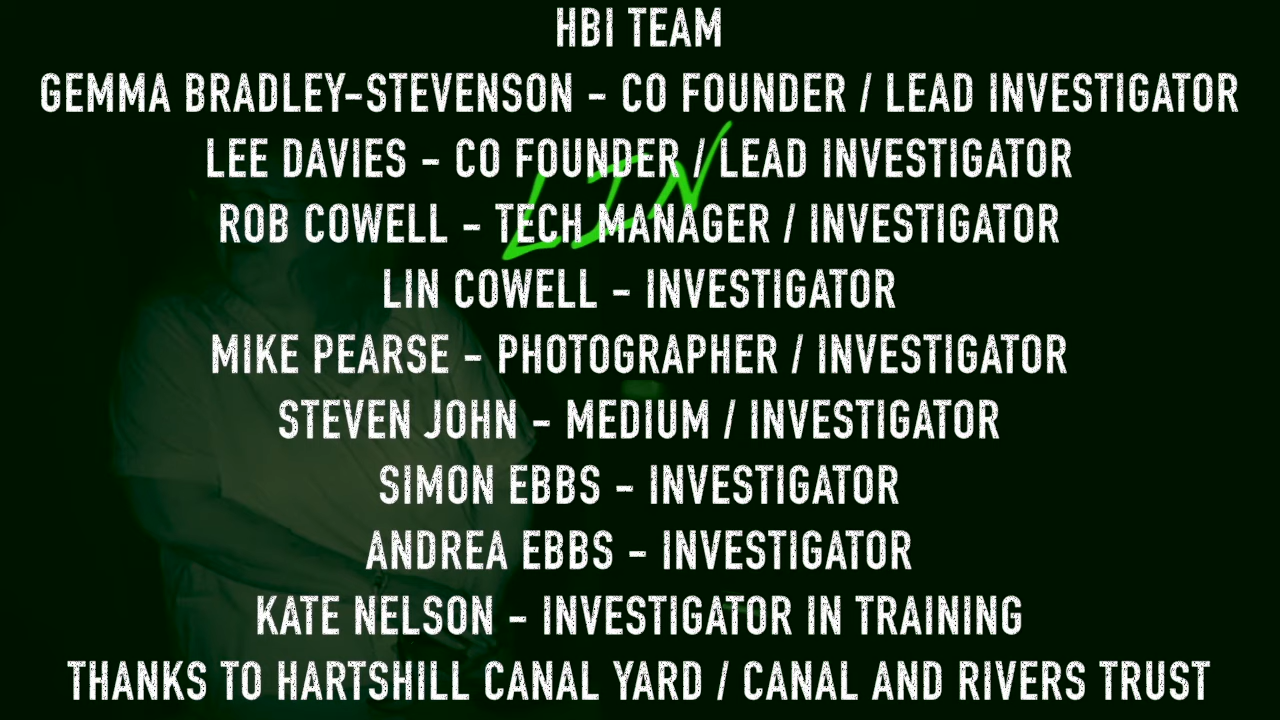 HBI TEAM
GEMMA BRADLEY-STEVENSON - CO FOUNDER / LEAD INVESTIGATOR
LEE DAVIES - CO FOUNDER / LEAD INVESTIGATOR
LIN
ROB COWELL - TECH MANAGER / INVESTIGATOR
LIN COWELL - INVESTIGATOR
MIKE PEARSE - PHOTOGRAPHER / INVESTIGATOR
STEVEN JOHN - MEDIUM / INVESTIGATOR
SIMON EBBS - INVESTIGATOR
ANDREA EBBS - INVESTIGATOR
KATE NELSON - INVESTIGATOR IN TRAINING
THANKS TO HARTSHILL CANAL YARD / CANAL AND RIVERS TRUST